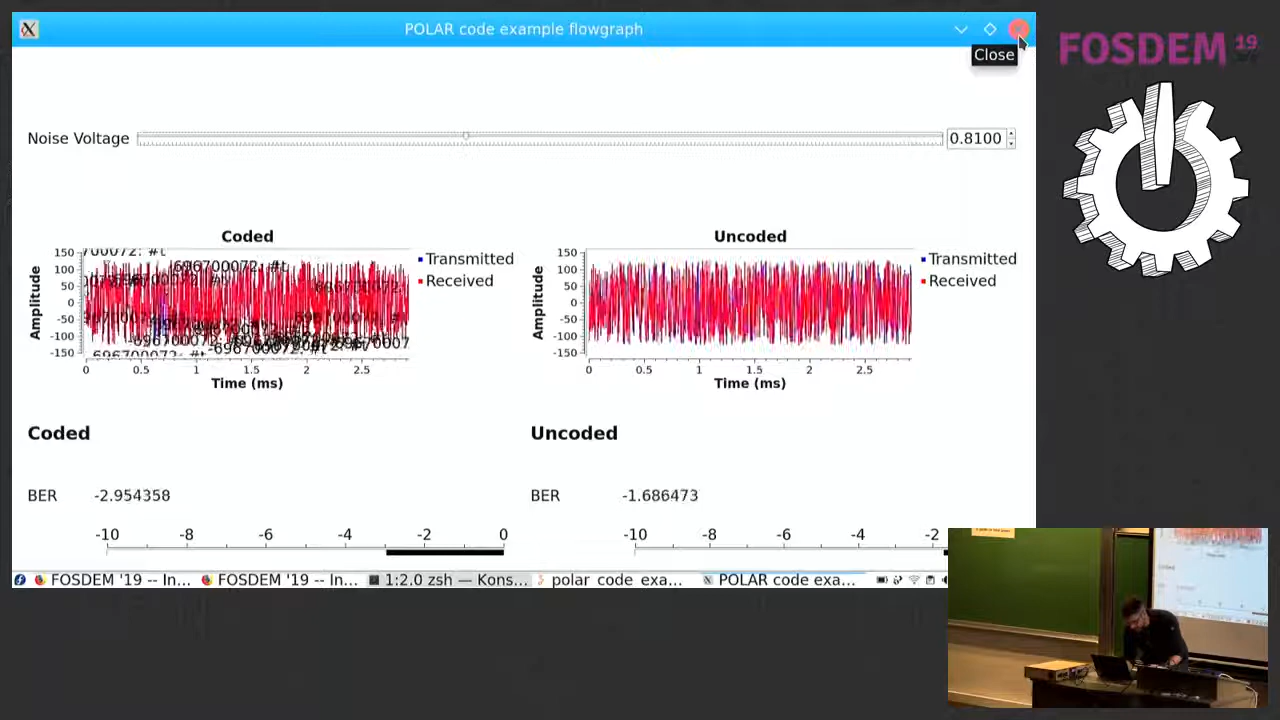 POLAR code example flowgraph
Close
FOSDEM 19
Noise Voltage 0.8100
Coded
Uncoded
150
100
50
0
-50
-100
-150
Amplitude
Transmitted
Received
0 0.5 1 1.5 2 2.5
Time (ms)
150
100
50
0
-50
-100
-150
Amplitude
Transmitted
Received
0 0.5 1 1.5 2 2.5
Time (ms)
Coded
Uncoded
BER -2.954358
BER -1.686473
-10 -8 -6 -4 -2 0
-10 -8 -6 -4 -2
FOSDEM '19 -- In... FOSDEM '19 -- In... 1:2.0 zsh — Kons... polar_code_exa... POLAR code exa...